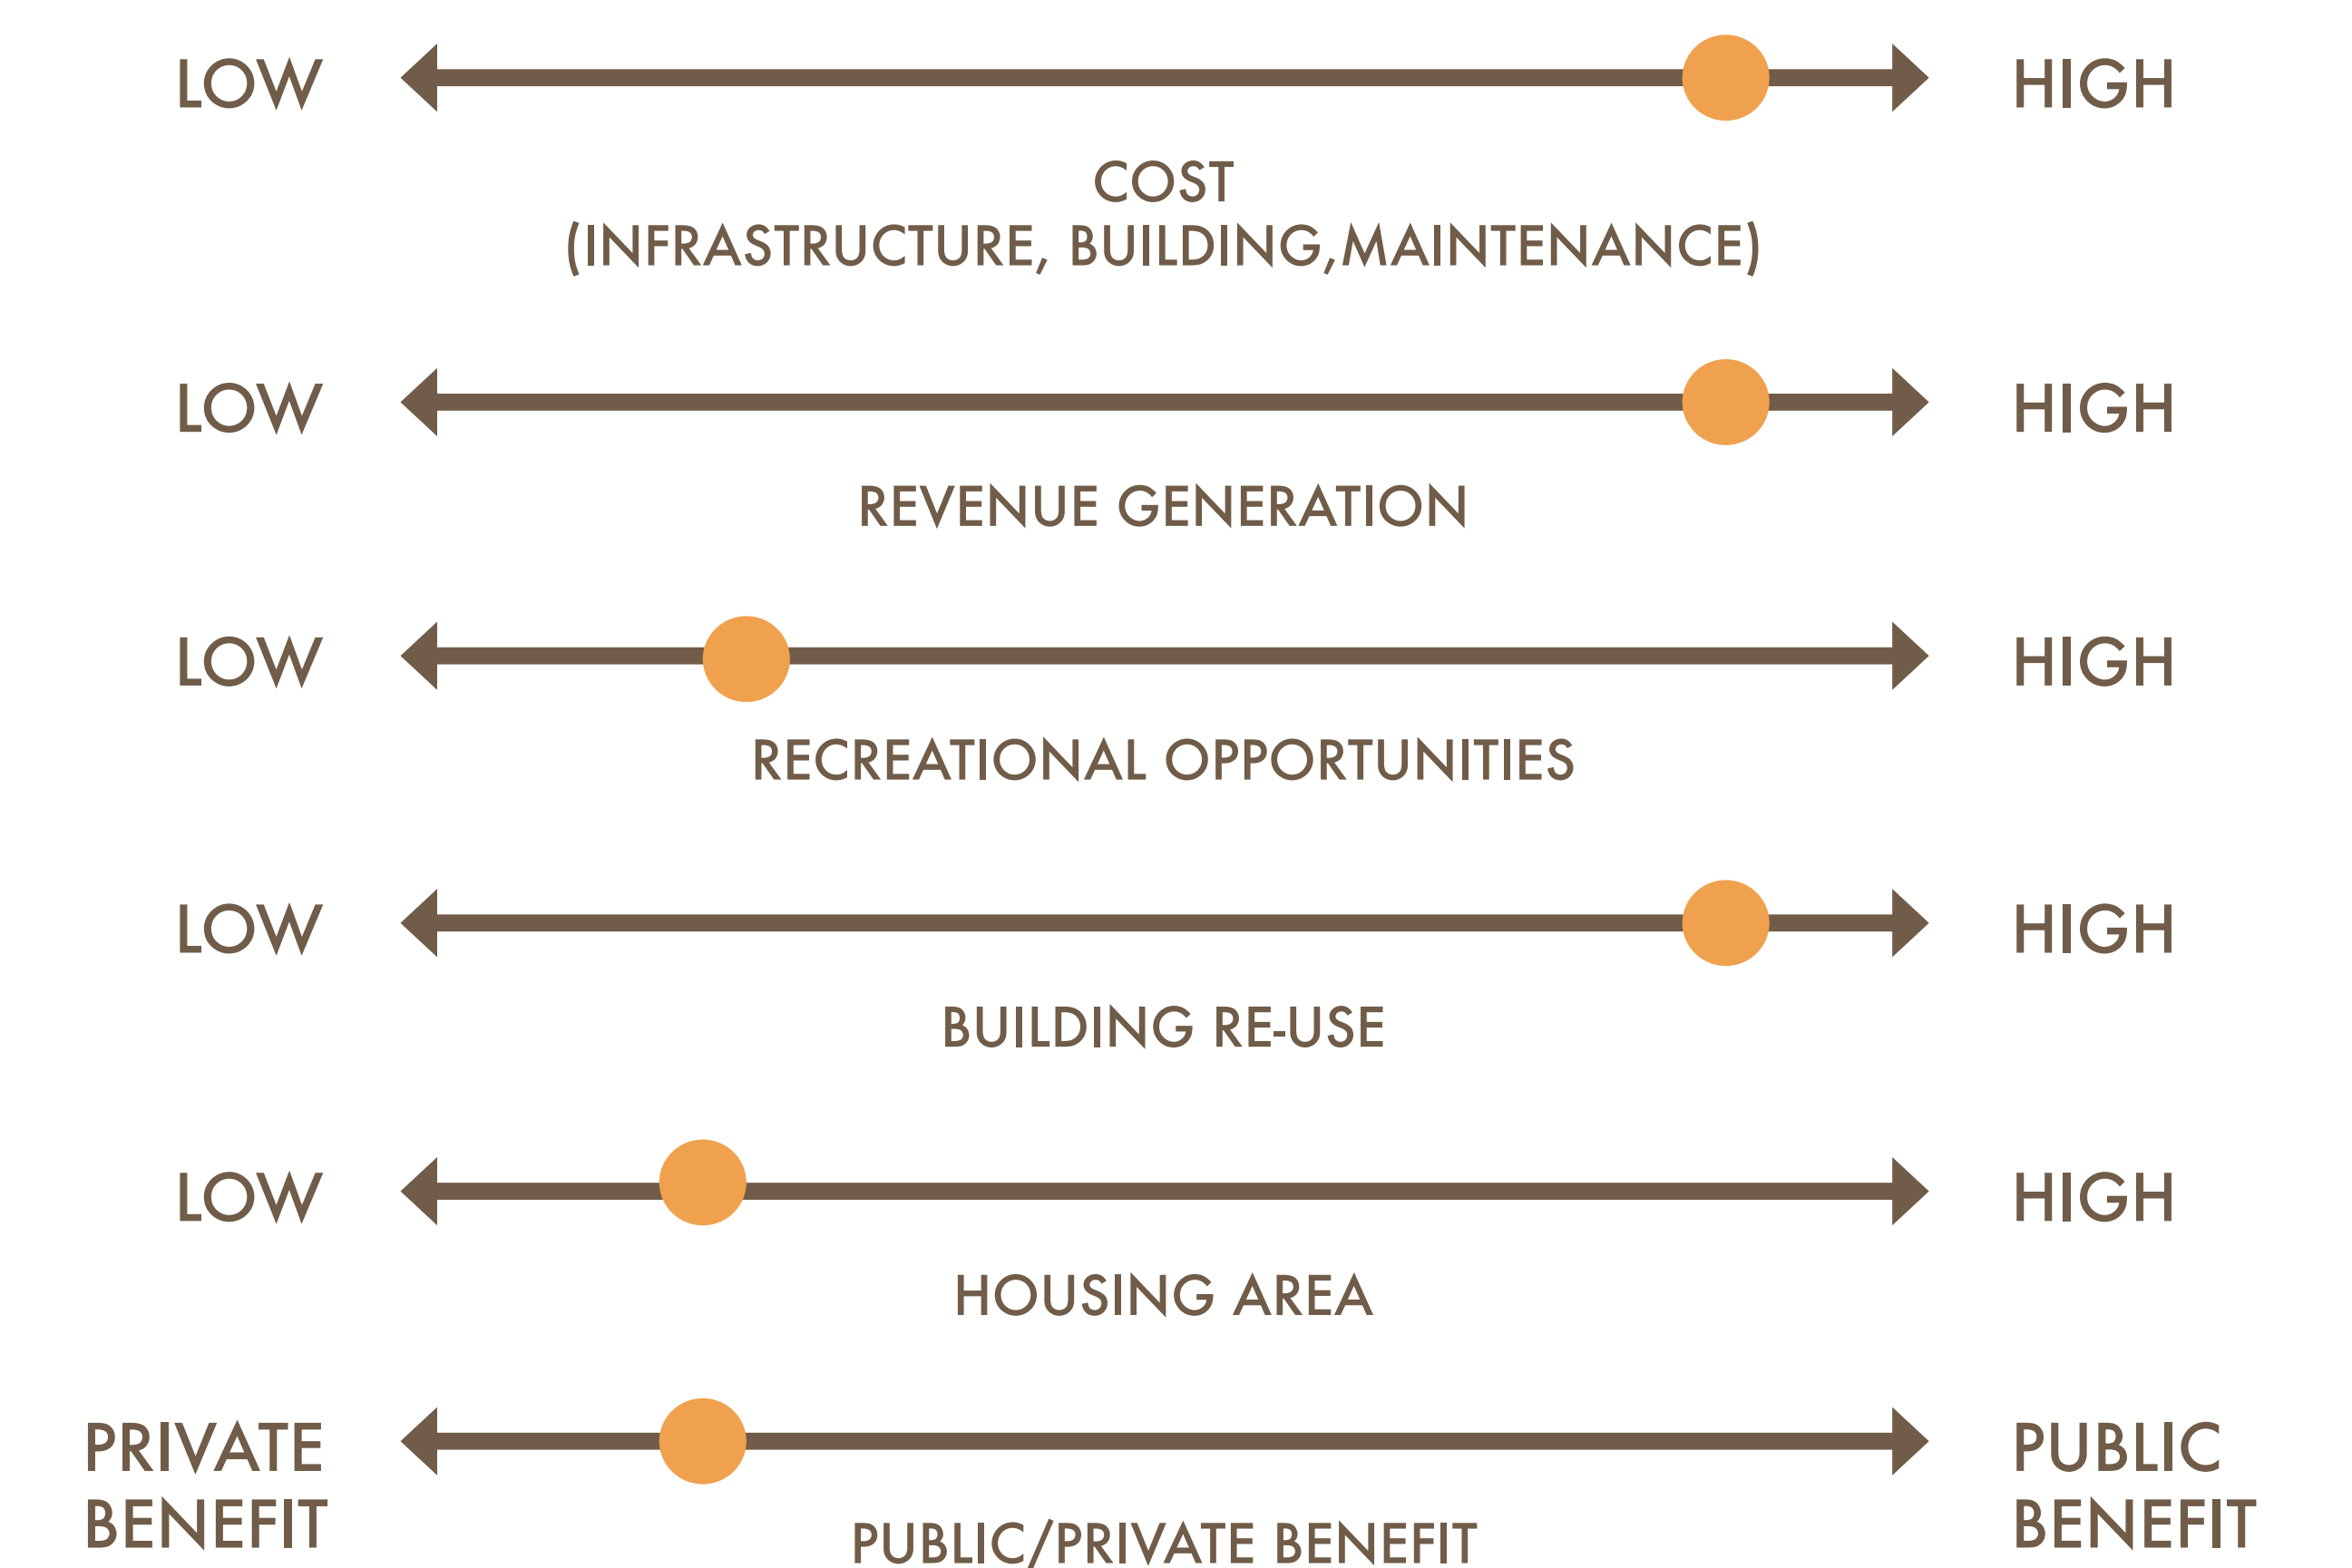 LOW HIGH
COST
(INFRASTRUCTURE, BUILDING,MAINTENANCE)
LOW HIGH
REVENUE GENERATION
LOW HIGH
RECREATIONAL OPPORTUNITIES
LOW HIGH
BUILDING RE-USE
LOW HIGH
HOUSING AREA
PRIVATE BENEFIT
PUBLIC BENEFIT
PUBLIC/PRIVATE BENEFIT